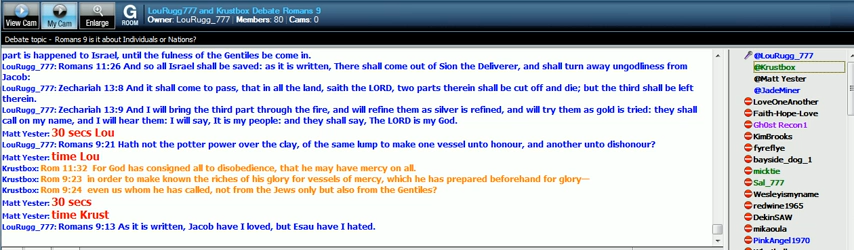 View Cam
My Cam
Enlarge
G
ROOM
LouRugg777 and Krustbox Debate Romans 9
Owner: LouRugg_777 | Members: 80 | Cams: 0
Debate topic - Romans 9 is it about Individuals or Nations?
part is happened to Israel, until the fulness of the Gentiles be come in.
LouRugg_777: Romans 11:26 And so all Israel shall be saved: as it is written, There shall come out of Sion the Deliverer, and shall turn away ungodliness from
Jacob:
LouRugg_777: Zechariah 13:8 And it shall come to pass, that in all the land, saith the LORD, two parts therein shall be cut off and die; but the third shall be left
therein.
LouRugg_777: Zechariah 13:9 And I will bring the third part through the fire, and will refine them as silver is refined, and will try them as gold is tried: they shall
call on my name, and I will hear them: I will say, It is my people: and they shall say, The LORD is my God.
Matt Yester: 30 secs Lou
LouRugg_777: Romans 9:21 Hath not the potter power over the clay, of the same lump to make one vessel unto honour, and another unto dishonour?
Matt Yester: time Lou
Krustbox: Rom 11:32 For God has consigned all to disobedience, that he may have mercy on all.
Krustbox: Rom 9:23 in order to make known the riches of his glory for vessels of mercy, which he has prepared beforehand for glory—
Krustbox: Rom 9:24 even us whom he has called, not from the Jews only but also from the Gentiles?
Matt Yester: 30 secs
Matt Yester: time Krust
LouRugg_777: Romans 9:13 As it is written, Jacob have I loved, but Esau have I hated.
@LouRugg_777
@Krustbox
@Matt Yester
@JadeMiner
LoveOneAnother
Faith-Hope-Love
Gh0st Recon1
KimBrooks
fyreflye
bayside_dog_1
micktie
Sal_777
Wesleyismyname
redwine1965
DekinSAW
mikaoula
PinkAngel1970